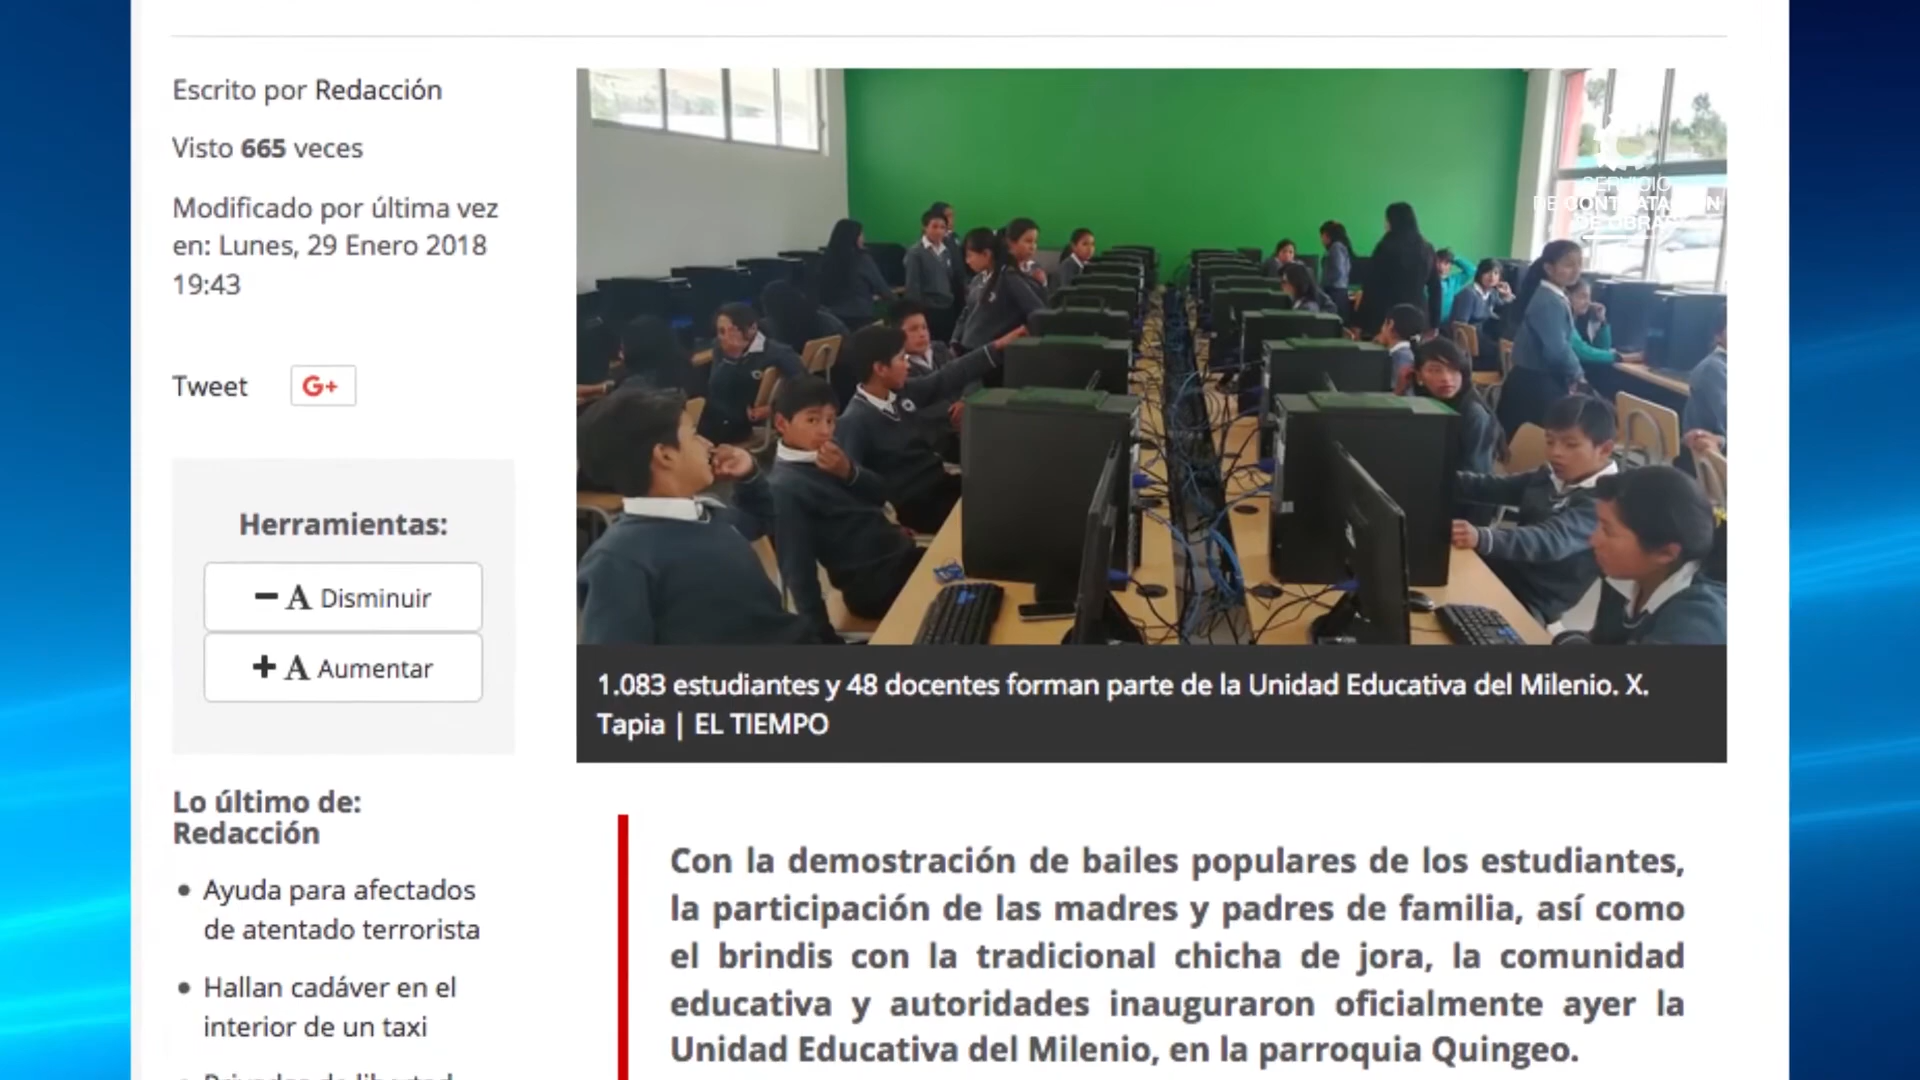 Escrito por Redacción
Visto 665 veces
Modificado por última vez
en: Lunes, 29 Enero 2018
19:43
Tweet
G+
Herramientas:
A Disminuir
A Aumentar
Lo último de:
Redacción
Ayuda para afectados
de atentado terrorista
Hallan cadáver en el
interior de un taxi
SERVICIO
DE CONTRATACIÓN
DE OBRAS
1.083 estudiantes y 48 docentes forman parte de la Unidad Educativa del Milenio. X.
Tapia | EL TIEMPO
Con la demostración de bailes populares de los estudiantes,
la participación de las madres y padres de familia, así como
el brindis con la tradicional chicha de jora, la comunidad
educativa y autoridades inauguraron oficialmente ayer la
Unidad Educativa del Milenio, en la parroquia Quingeo.